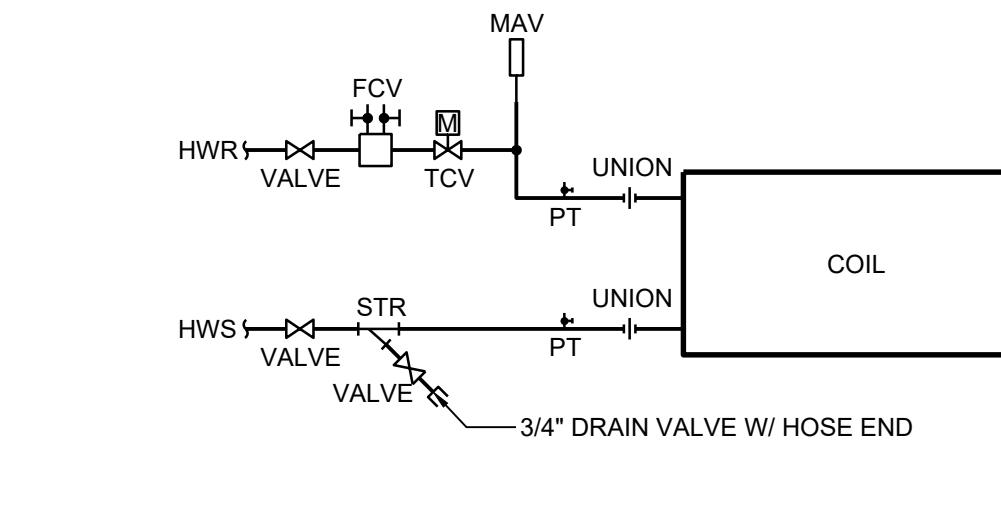 MAV
FCV
M
HWR
VALVE
TCV
UNION
PT
COIL
UNION
STR
HWS
VALVE
PT
VALVE
3/4" DRAIN VALVE W/ HOSE END